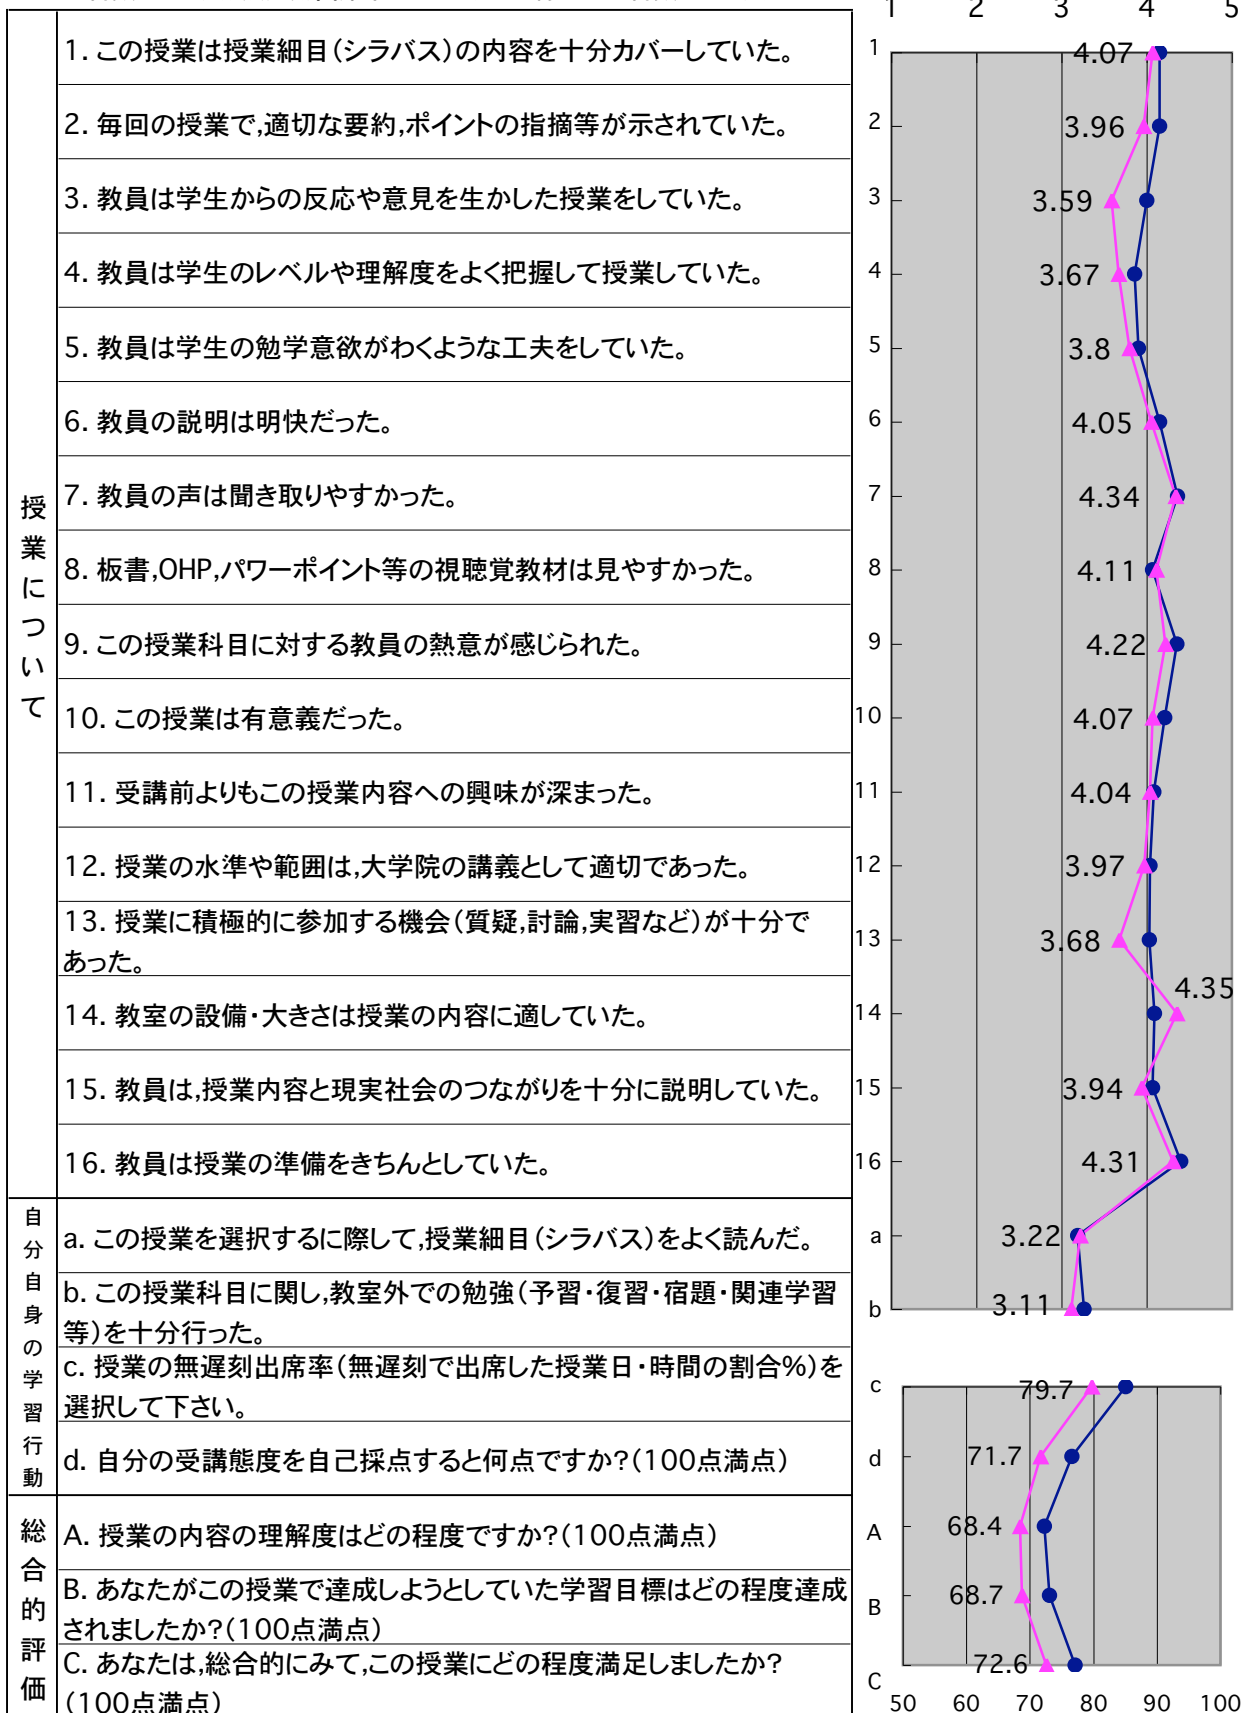 1 2 3 4 5
授業について
1. この授業は授業細目(シラバス)の内容を十分カバーしていた。
2. 毎回の授業で,適切な要約,ポイントの指摘等が示されていた。
3. 教員は学生からの反応や意見を生かした授業をしていた。
4. 教員は学生のレベルや理解度をよく把握して授業していた。
5. 教員は学生の勉学意欲がわくような工夫をしていた。
6. 教員の説明は明快だった。
7. 教員の声は聞き取りやすかった。
8. 板書,OHP,パワーポイント等の視聴覚教材は見やすかった。
9. この授業科目に対する教員の熱意が感じられた。
10. この授業は有意義だった。
11. 受講前よりもこの授業内容への興味が深まった。
12. 授業の水準や範囲は,大学院の講義として適切であった。
13. 授業に積極的に参加する機会(質疑,討論,実習など)が十分で
あった。
14. 教室の設備・大きさは授業の内容に適していた。
15. 教員は,授業内容と現実社会のつながりを十分に説明していた。
16. 教員は授業の準備をきちんとしていた。
自分自身の学習行動
a. この授業を選択するに際して,授業細目(シラバス)をよく読んだ。
b. この授業科目に関し,教室外での勉強(予習・復習・宿題・関連学習
等)を十分行った。
c. 授業の無遅刻出席率(無遅刻で出席した授業日・時間の割合%)を
選択して下さい。
d. 自分の受講態度を自己採点すると何点ですか?(100点満点)
総合的評価
A. 授業の内容の理解度はどの程度ですか?(100点満点)
B. あなたがこの授業で達成しようとしていた学習目標はどの程度達成
されましたか?(100点満点)
C. あなたは,総合的にみて,この授業にどの程度満足しましたか?
(100点満点)
1 4.07
2 3.96
3 3.59
4 3.67
5 3.8
6 4.05
7 4.34
8 4.11
9 4.22
10 4.07
11 4.04
12 3.97
13 3.68
14 4.35
15 3.94
16 4.31
a 3.22
b 3.11
c 79.7
d 71.7
A 68.4
B 68.7
C 72.6
50 60 70 80 90 100